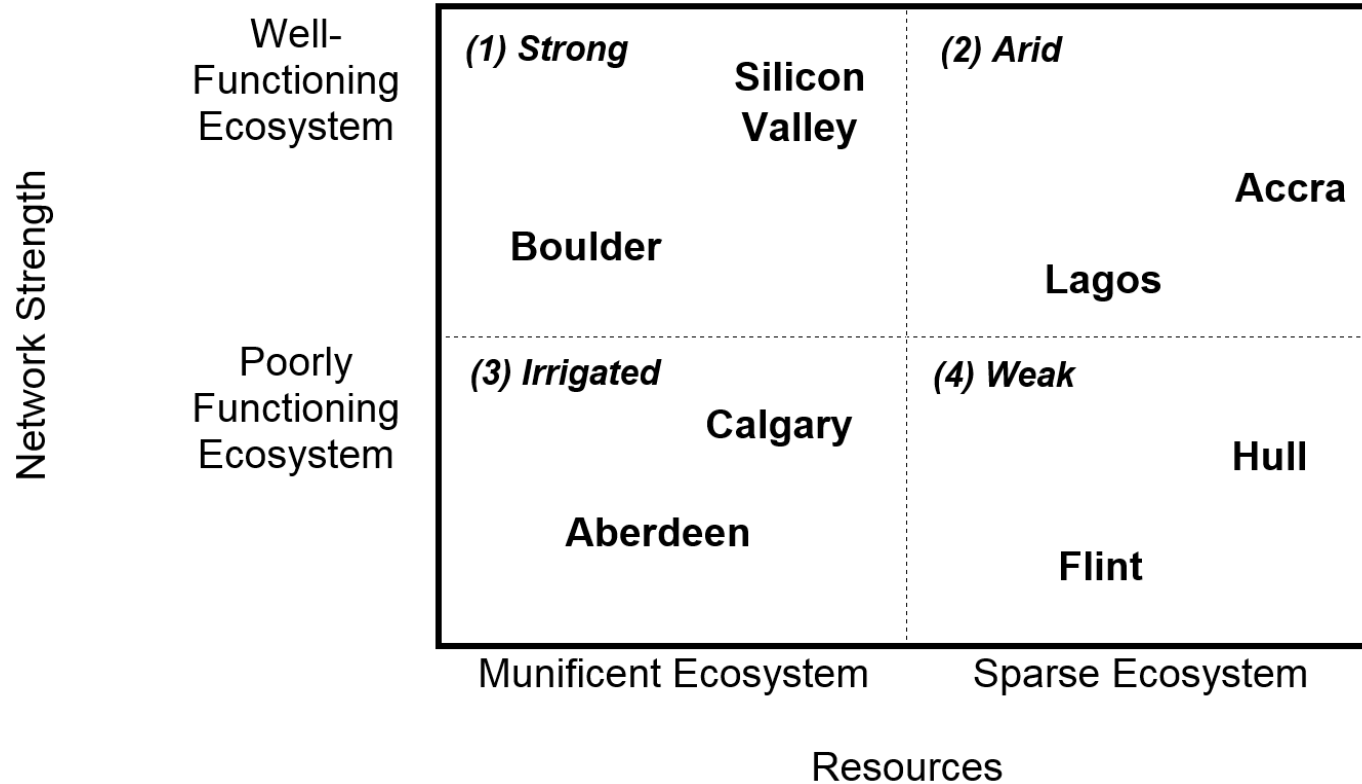 Network Strength
Well-
Functioning
Ecosystem
(1) Strong
Silicon
Valley
Boulder
(2) Arid
Accra
Lagos
Poorly
Functioning
Ecosystem
(3) Irrigated
Calgary
Aberdeen
(4) Weak
Hull
Flint
Munificent Ecosystem
Sparse Ecosystem
Resources